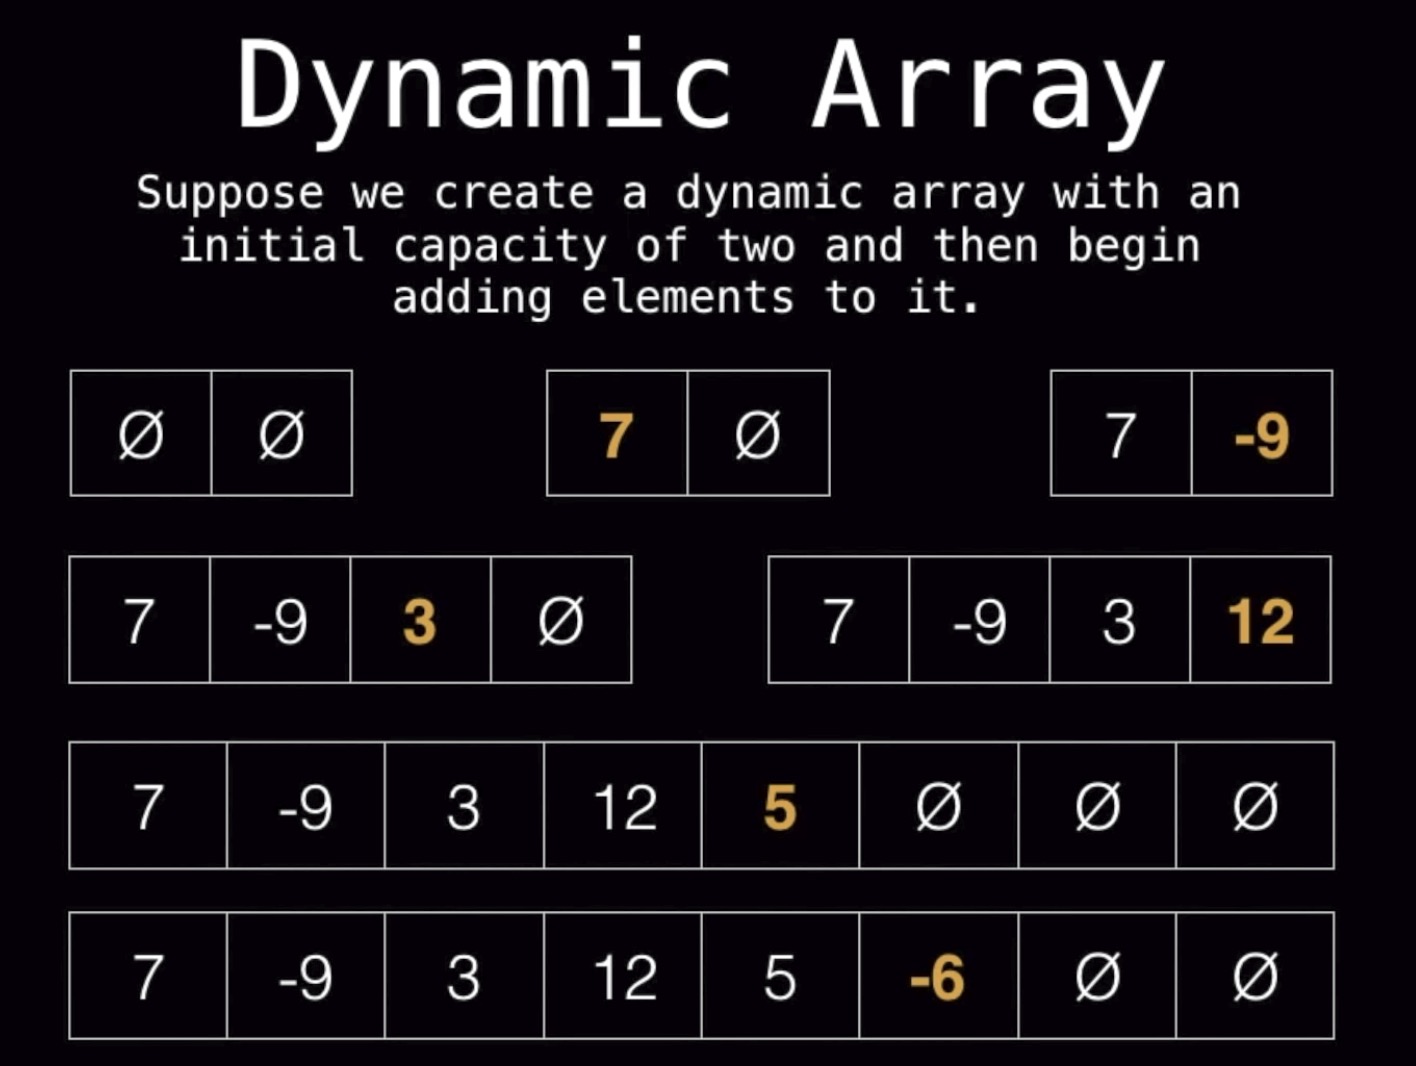 Dynamic Array
Suppose we create a dynamic array with an
initial capacity of two and then begin
adding elements to it.
Ø Ø 7 Ø 7 -9
7 -9 3 Ø 7 -9 3 12
7 -9 3 12 5 Ø Ø Ø
7 -9 3 12 5 -6 Ø Ø